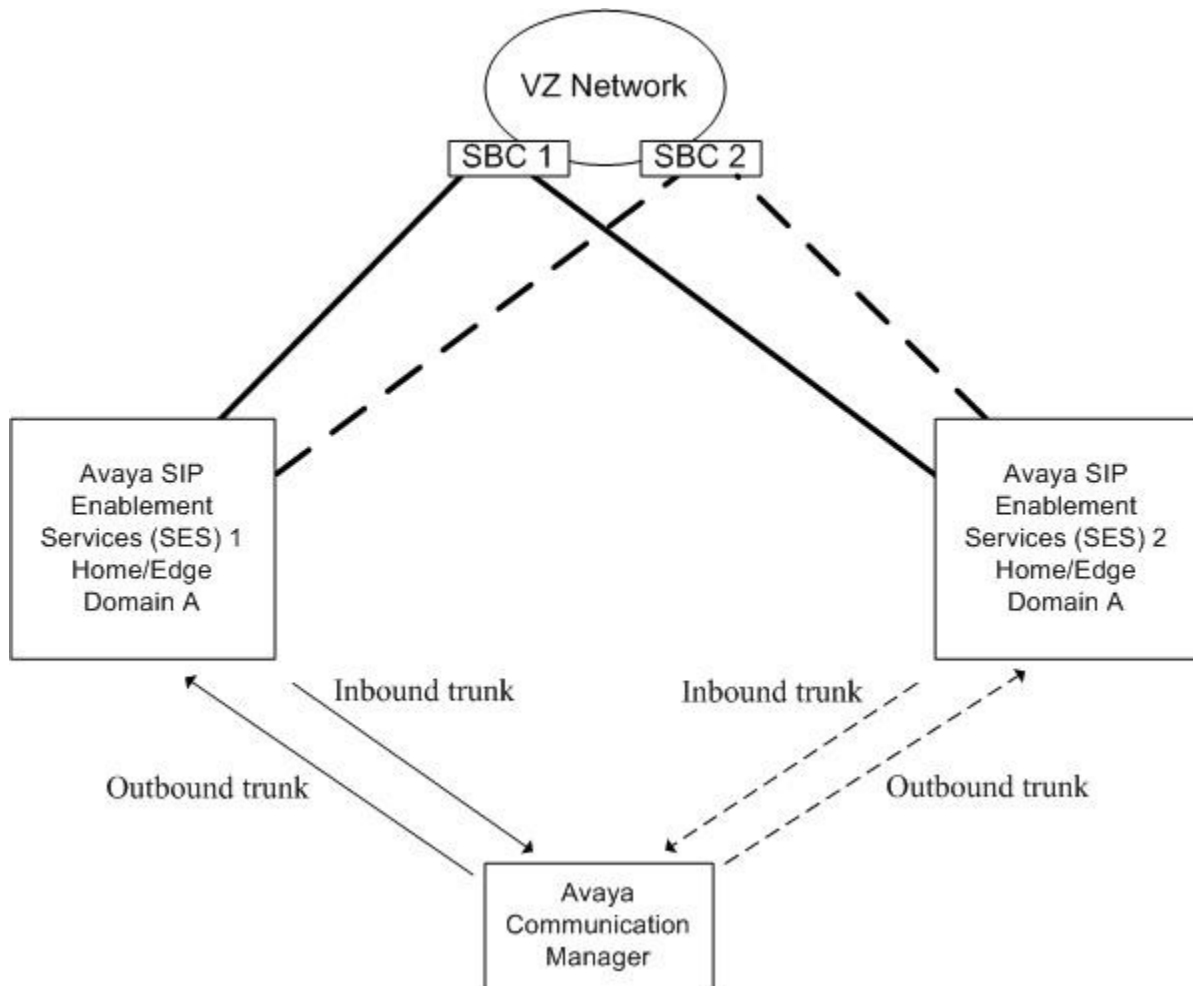 VZ Network
SBC 1
SBC 2
Avaya SIP
Enablement
Services (SES) 1
Home/Edge
Domain A
Avaya SIP
Enablement
Services (SES) 2
Home/Edge
Domain A
Inbound trunk
Inbound trunk
Outbound trunk
Outbound trunk
Avaya
Communication
Manager